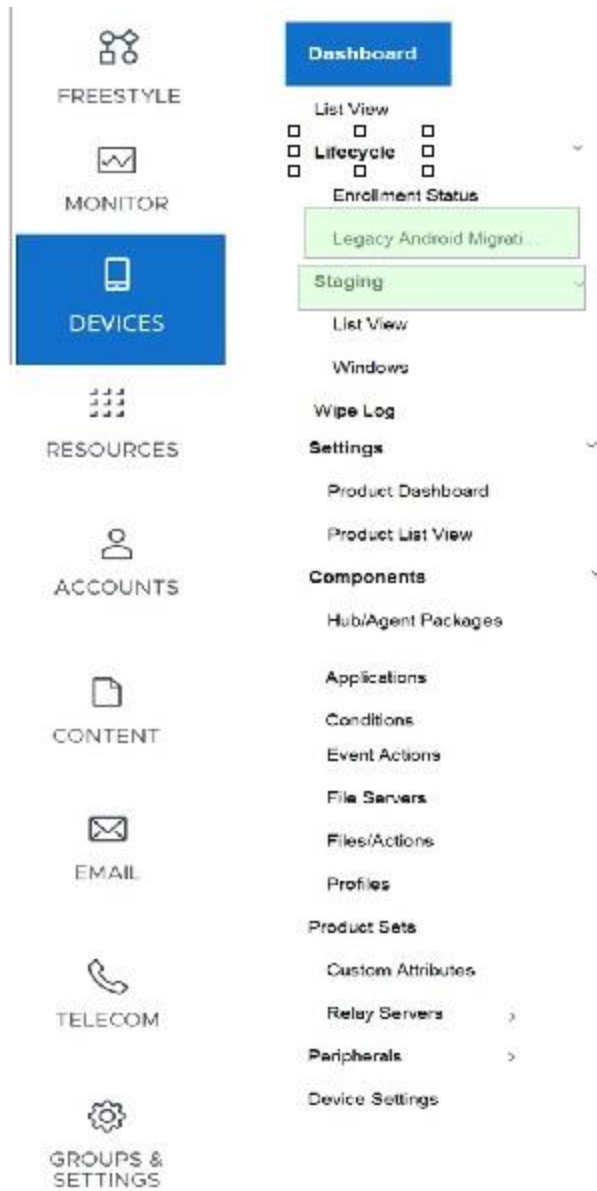 FREESTYLE
MONITOR
DEVICES
RESOURCES
ACCOUNTS
CONTENT
EMAIL
TELECOM
GROUPS &
SETTINGS
Dashboard
List View
Lifecycle
Enrollment Status
Legacy Android Migrati...
Staging
List View
Windows
Wipe Log
Settings
Product Dashboard
Product List View
Components
Hub/Agent Packages
Applications
Conditions
Event Actions
File Servers
Files/Actions
Profiles
Product Sets
Custom Attributes
Relay Servers
Peripherals
Device Settings